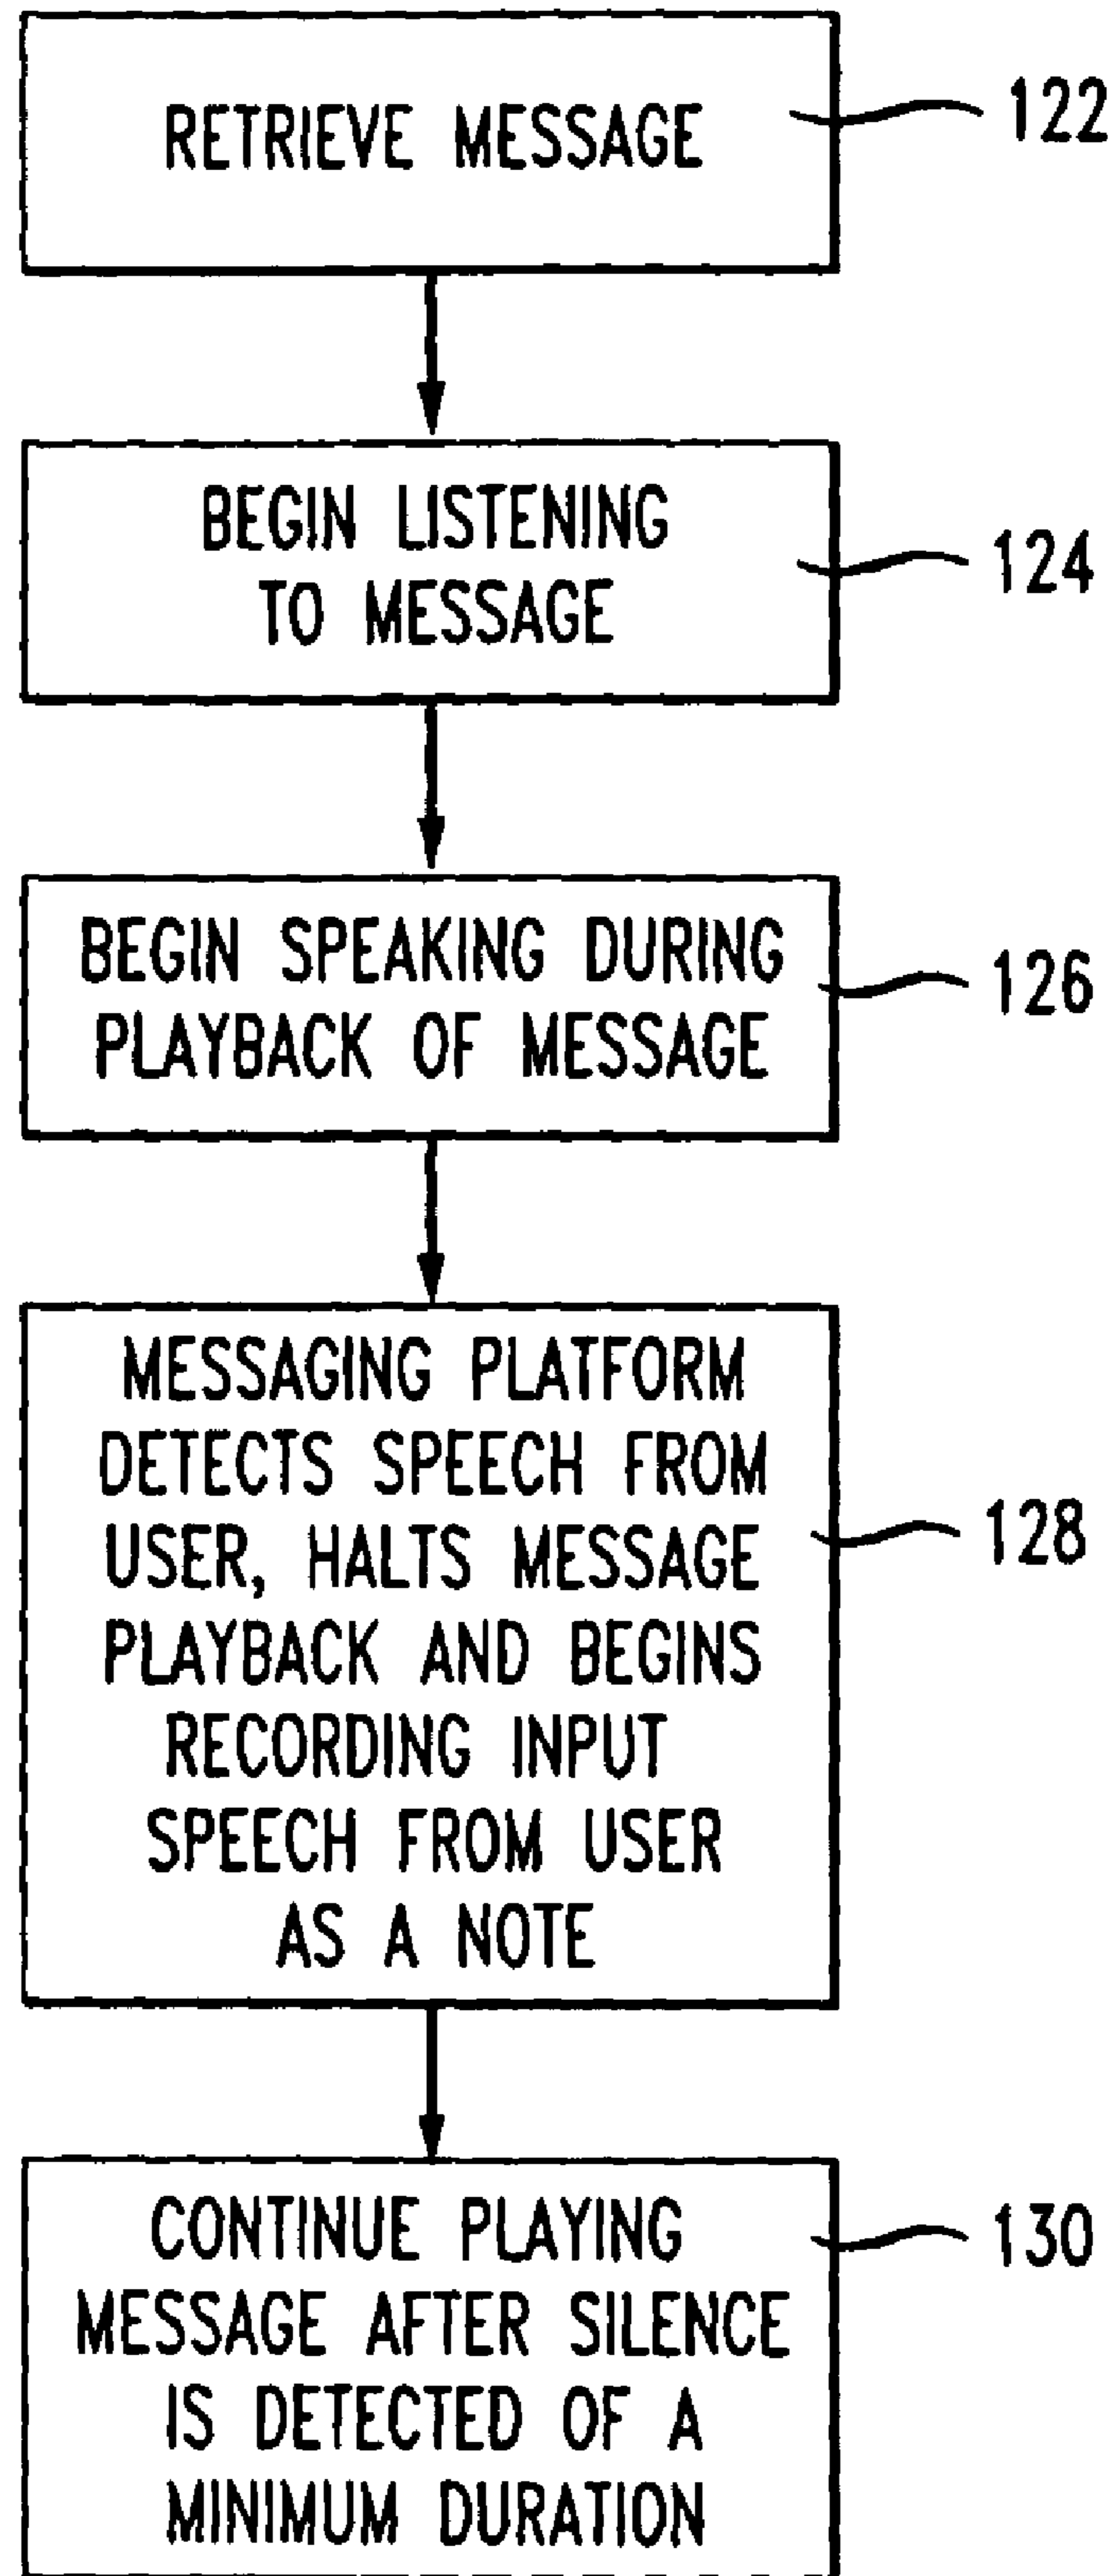 RETRIEVE MESSAGE
122
BEGIN LISTENING
TO MESSAGE
124
BEGIN SPEAKING DURING
PLAYBACK OF MESSAGE
126
MESSAGING PLATFORM
DETECTS SPEECH FROM
USER, HALTS MESSAGE
PLAYBACK AND BEGINS
RECORDING INPUT
SPEECH FROM USER
AS A NOTE
128
CONTINUE PLAYING
MESSAGE AFTER SILENCE
IS DETECTED OF A
MINIMUM DURATION
130